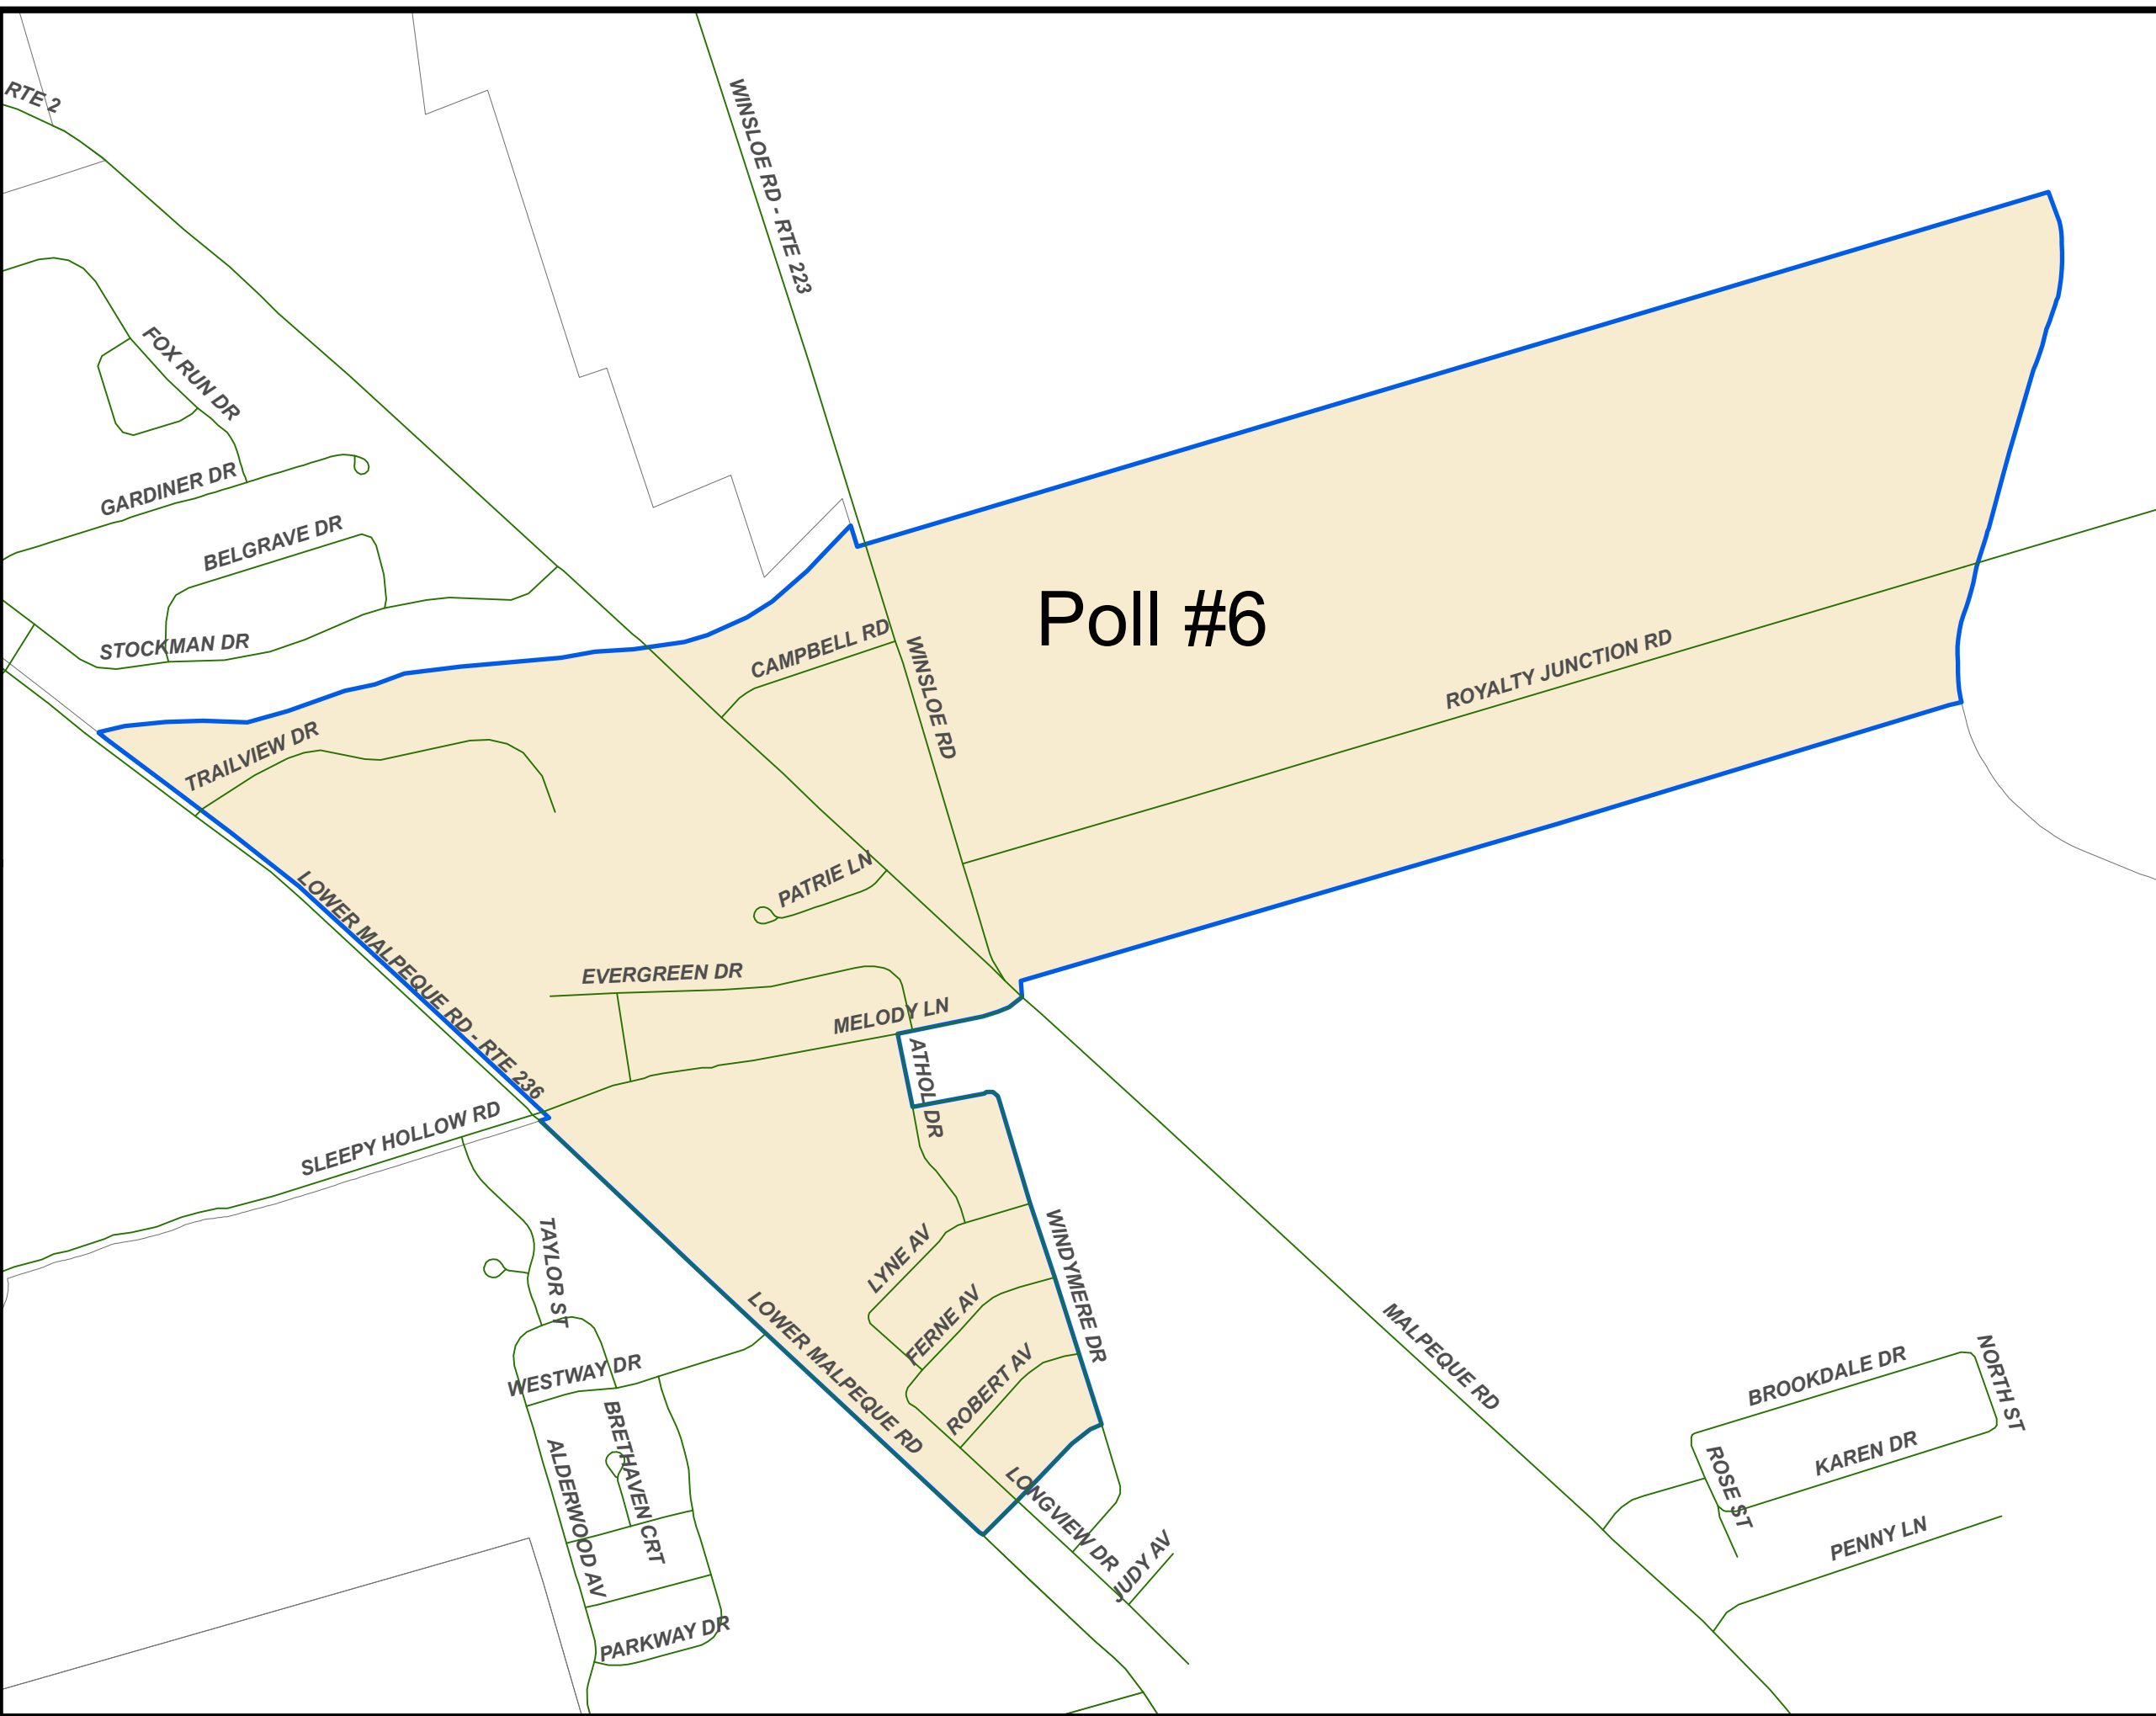 RTE 2
WINSLOE RD - RTE 223
FOX RUN DR
GARDINER DR
BELGRAVE DR
STOCKMAN DR
Poll #6
CAMPBELL RD
WINSLOE RD
ROYALTY JUNCTION RD
TRAILVIEW DR
PATRIE LN
LOWER MALPEQUE RD - RTE 236
EVERGREEN DR
MELODY LN
ATHOL DR
SLEEPY HOLLOW RD
TAYLOR ST
LYNE AV
WINDYMERE DR
FERNE AV
LOWER MALPEQUE RD
ROBERT AV
MALPEQUE RD
WESTWAY DR
BROOKDALE DR
NORTH ST
BRETHAVEN CRT
KAREN DR
ROSE ST
ALDERWOOD AV
LONGVIEW DR
JUDY AV
PENNY LN
PARKWAY DR